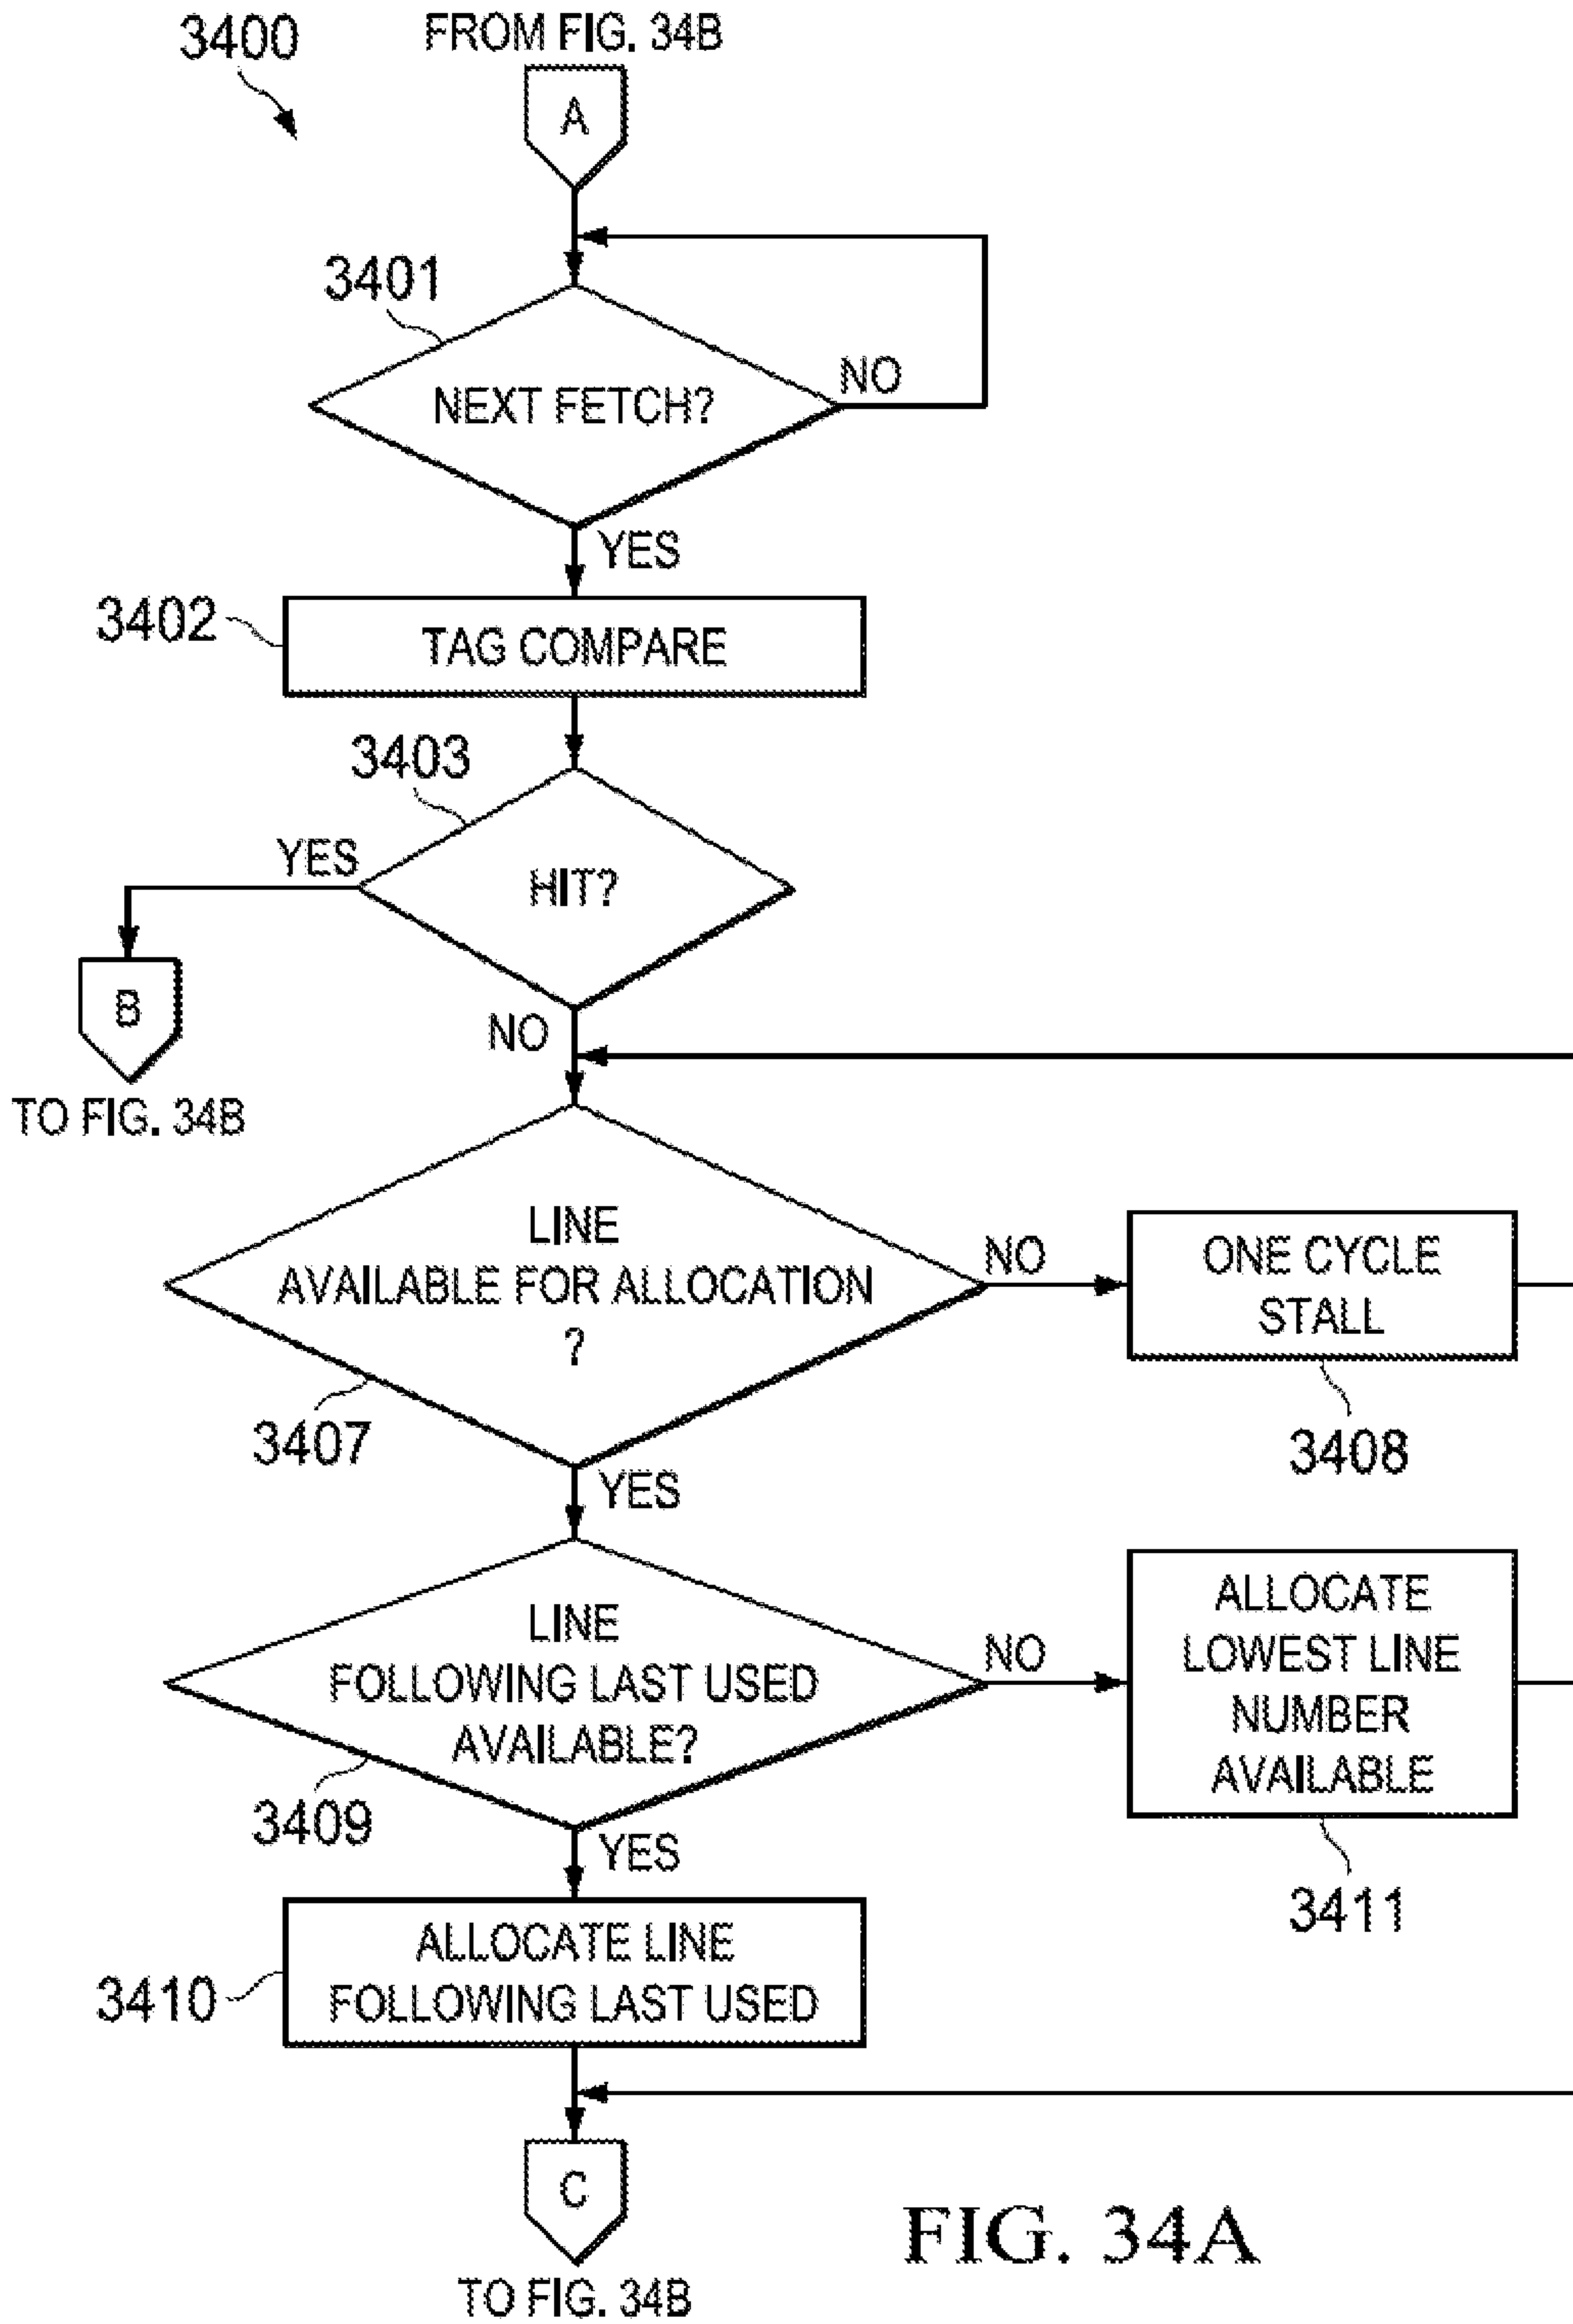 3400
FROM FIG. 34B
A
3401
NEXT FETCH?
NO
YES
3402
TAG COMPARE
3403
YES
HIT?
B
NO
TO FIG. 34B
LINE
AVAILABLE FOR ALLOCATION
?
NO
ONE CYCLE
STALL
3407
3408
YES
LINE
FOLLOWING LAST USED
AVAILABLE?
NO
ALLOCATE
LOWEST LINE
NUMBER
AVAILABLE
3409
YES
3411
3410
ALLOCATE LINE
FOLLOWING LAST USED
C
FIG. 34A
TO FIG. 34B